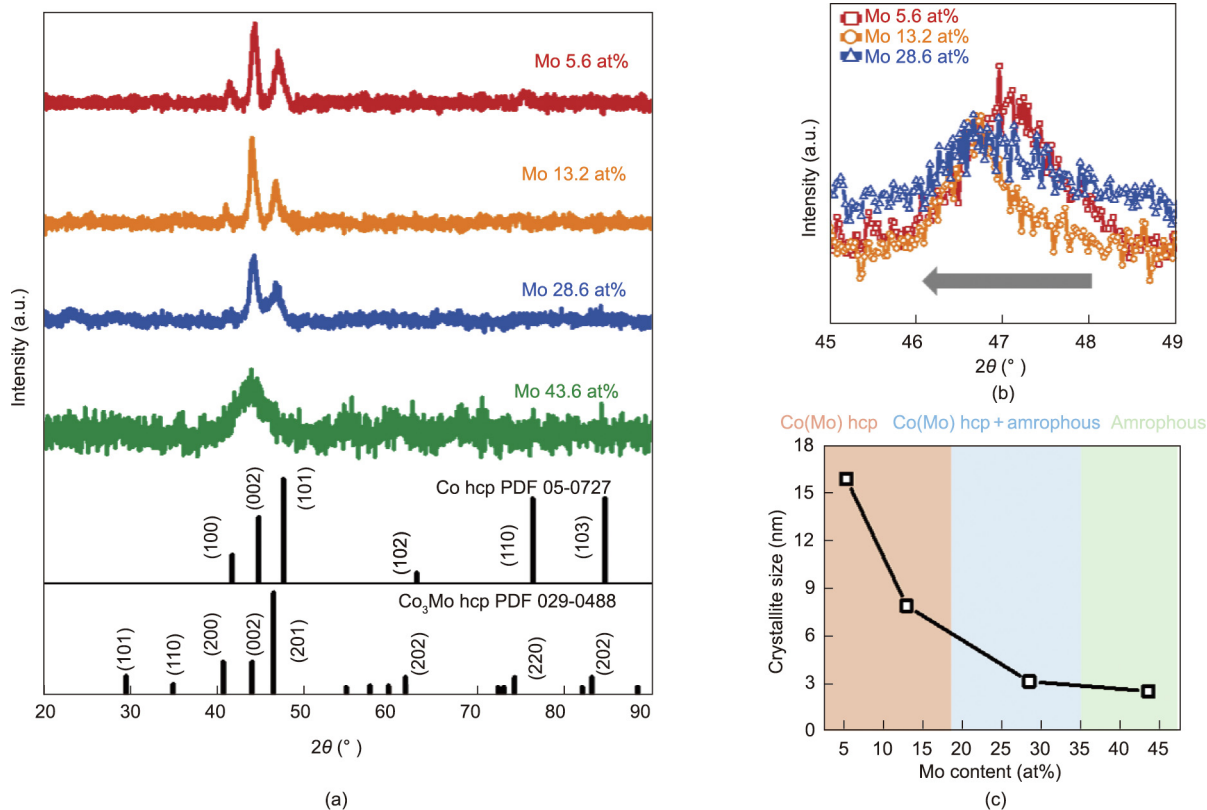 Mo 5.6 at%
Mo 13.2 at%
Mo 28.6 at%
Mo 43.6 at%
Intensity (a.u.)
Co hcp PDF 05-0727
(100)
(002)
(101)
(102)
(110)
(103)
Co₃Mo hcp PDF 029-0488
(101)
(110)
(200)
(002)
(201)
(202)
(220)
(202)
20 30 40 50 60 70 80 90
2θ (°)
(a)
Mo 5.6 at%
Mo 13.2 at%
Mo 28.6 at%
Intensity (a.u.)
45 46 47 48 49
2θ (°)
(b)
Co(Mo) hcp Co(Mo) hcp + amrophous Amrophous
18
15
12
9
6
3
0
Crystallite size (nm)
5 10 15 20 25 30 35 40 45
Mo content (at%)
(c)